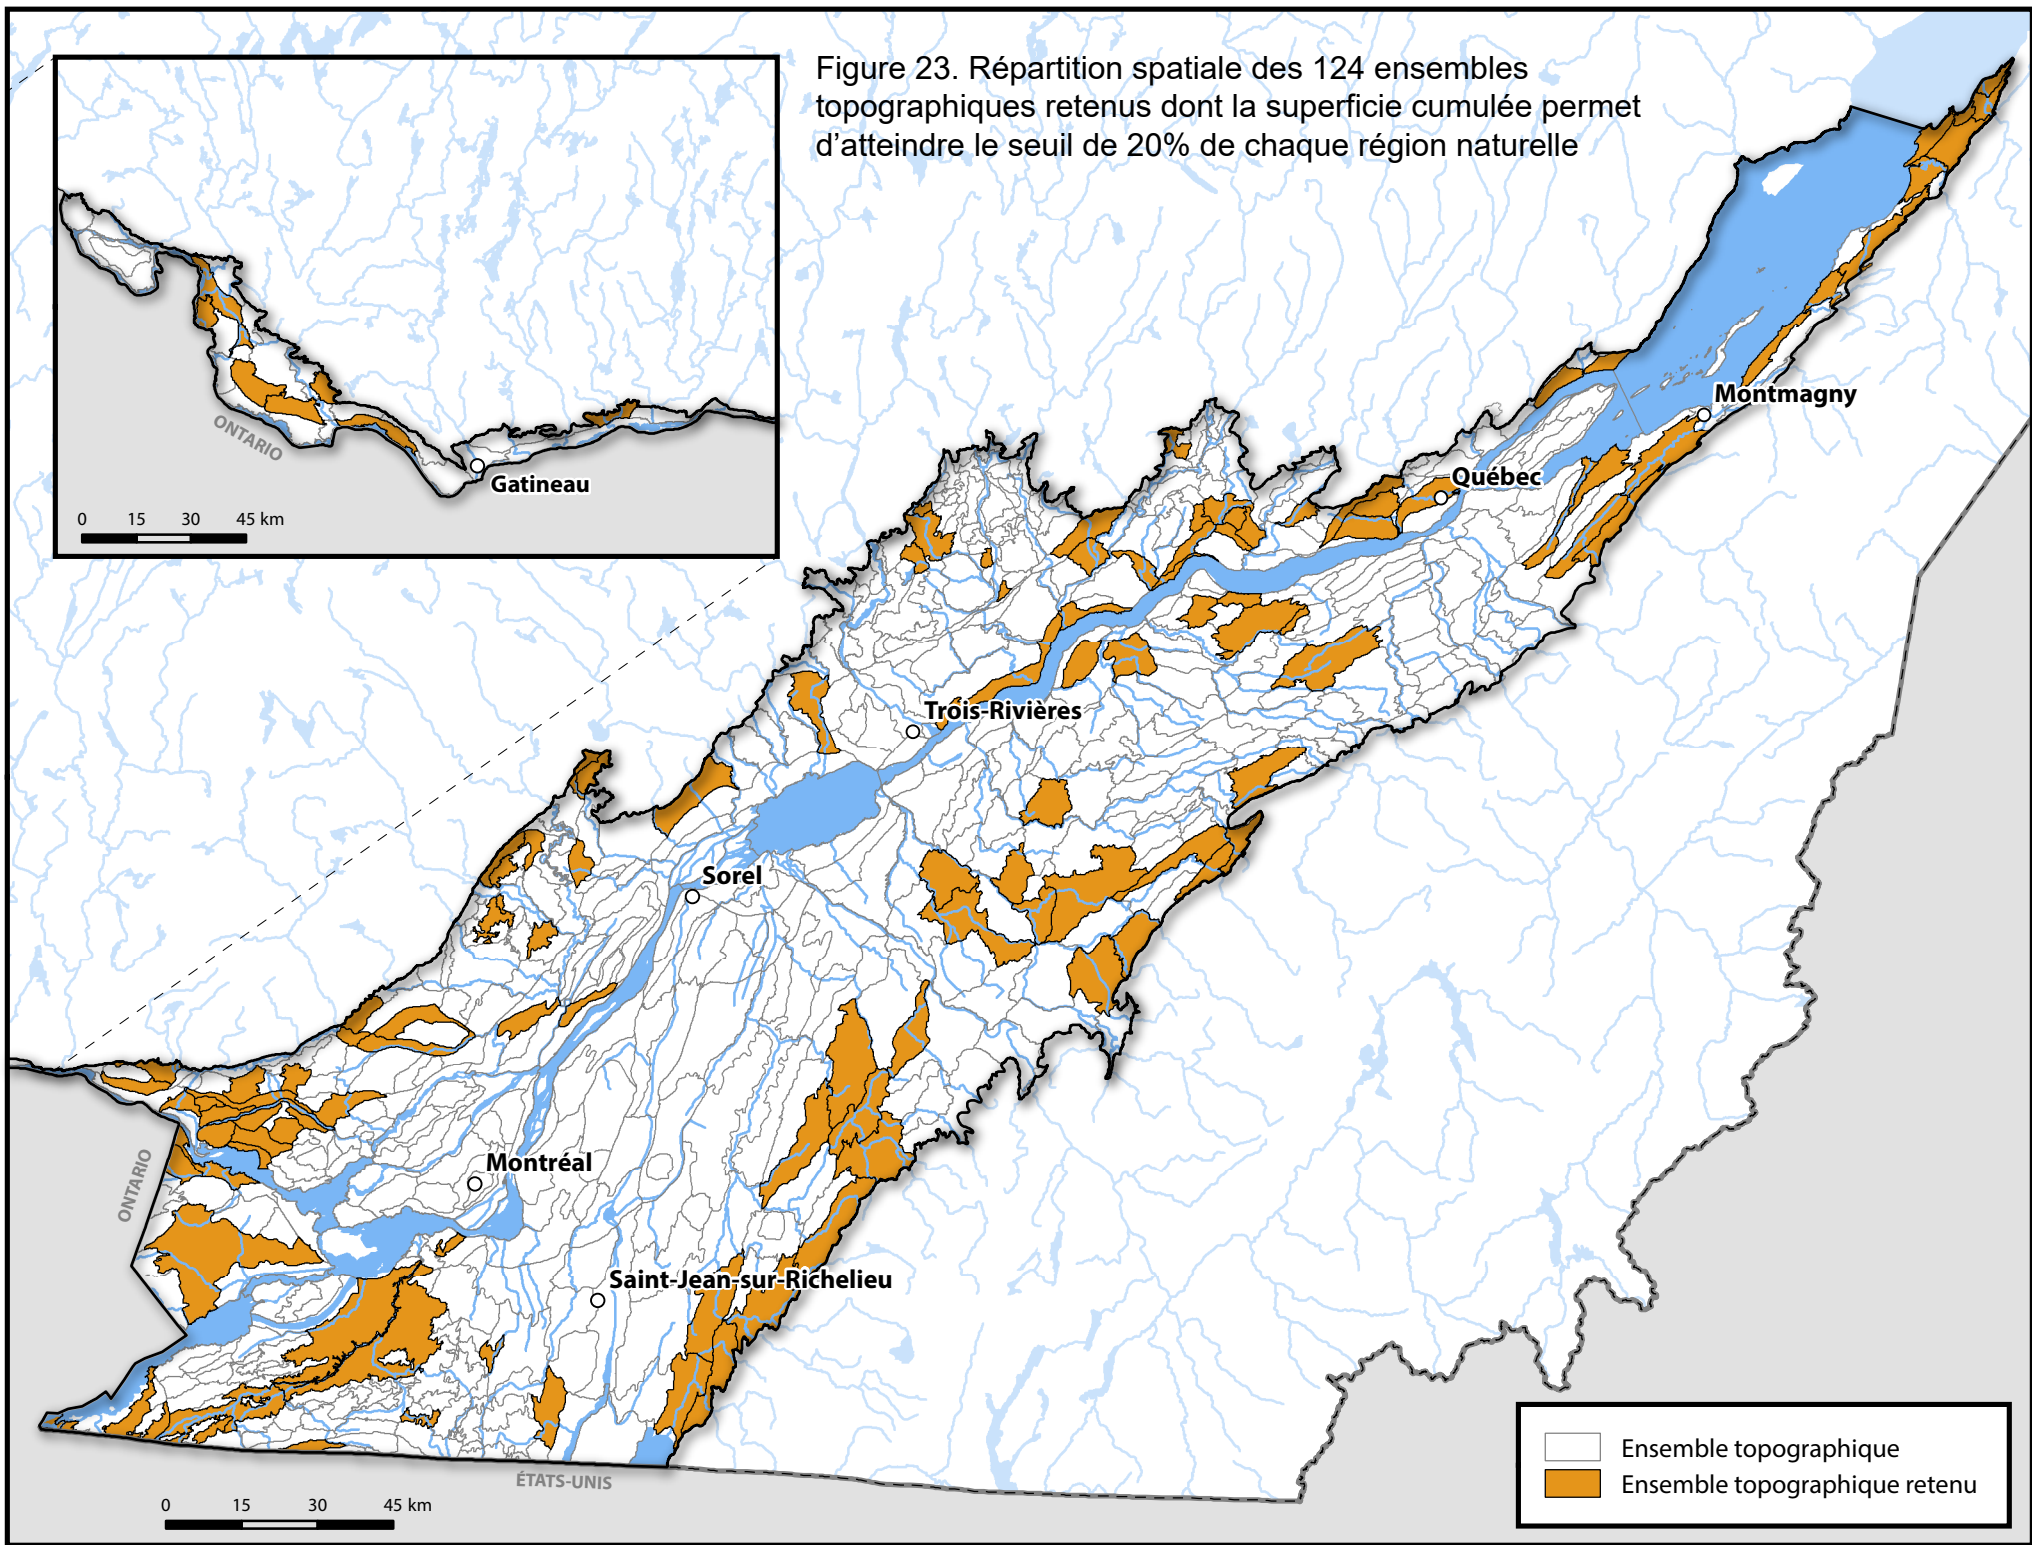 Figure 23. Répartition spatiale des 124 ensembles
topographiques retenus dont la superficie cumulée permet
d'atteindre le seuil de 20% de chaque région naturelle
ONTARIO
Gatineau
0 15 30 45 km
Montmagny
Québec
Trois-Rivières
Sorel
Montréal
ONTARIO
Saint-Jean-sur-Richelieu
ÉTATS-UNIS
0 15 30 45 km
Ensemble topographique
Ensemble topographique retenu